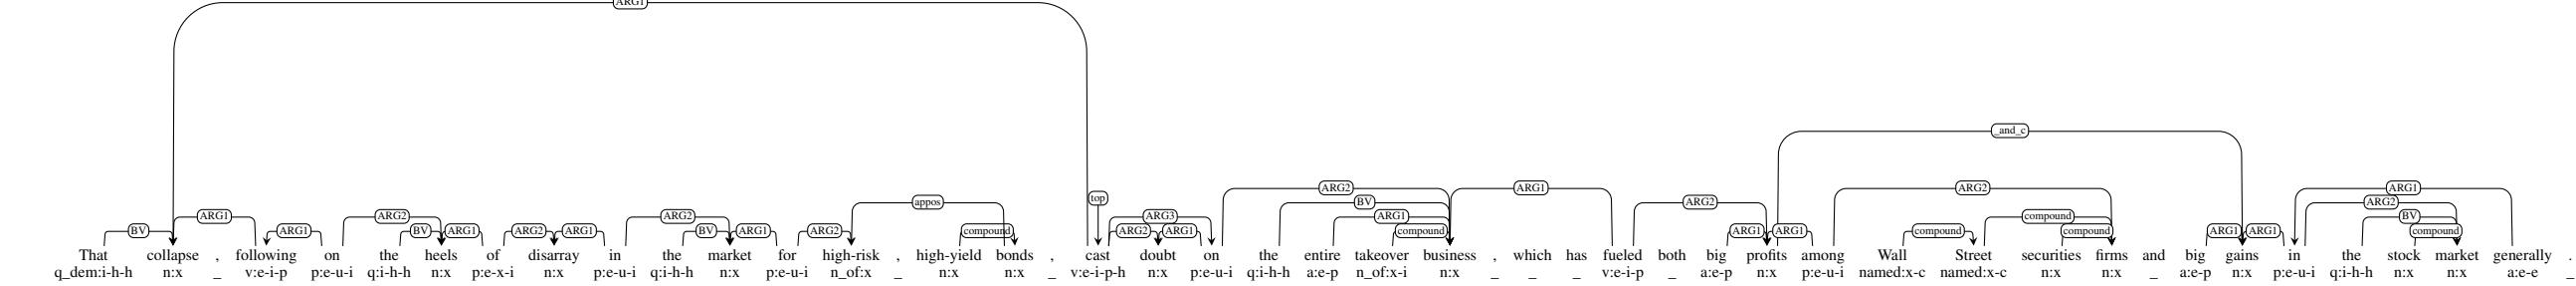 ARG1
_and_c
ARG2 ARG1 ARG1
top BV ARG2
appos ARG2
ARG1 ARG2 ARG2 ARG3 ARG1 compound BV
BV ARG1 BV ARG1 ARG2 ARG1 BV ARG1 ARG2 compound ARG2 ARG1 compound ARG1 ARG1 compound compound ARG1 ARG1 compound
That collapse , following on the heels of disarray in the market for high-risk , high-yield bonds , cast doubt on the entire takeover business , which has fueled both big profits among Wall Street securities firms and big gains in the stock market generally .
q_dem:i-h-h n:x _ v:e-i-p p:e-u-i q:i-h-h n:x p:e-x-i n:x p:e-u-i q:i-h-h n:x p:e-u-i n_of:x _ n:x n:x _ v:e-i-p-h n:x p:e-u-i q:i-h-h a:e-p n_of:x-i n:x _ _ _ v:e-i-p _ a:e-p n:x p:e-u-i named:x-c named:x-c n:x n:x _ a:e-p n:x p:e-u-i q:i-h-h n:x n:x a:e-e _